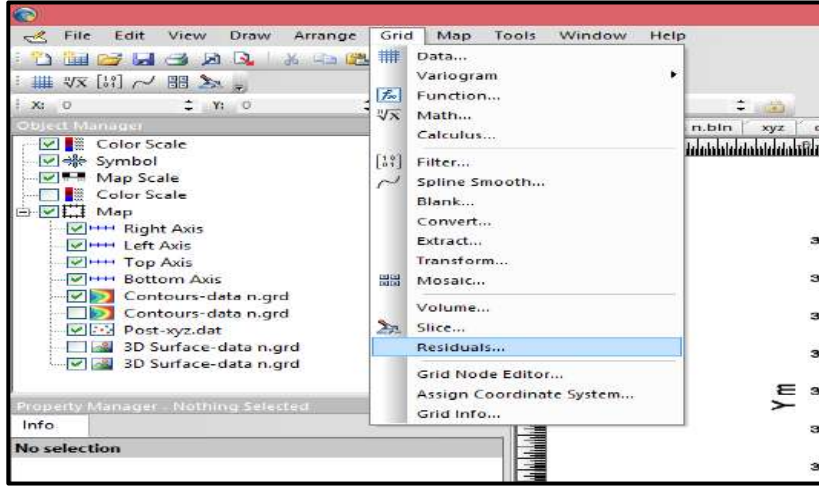 File Edit View Draw Arrange Grid Map Tools Window Help
X: 0 Y: 0
Object Manager
Color Scale
Symbol
Map Scale
Color Scale
Map
Right Axis
Left Axis
Top Axis
Bottom Axis
Contours-data n.grd
Contours-data n.grd
Post-xyz.dat
3D Surface-data n.grd
3D Surface-data n.grd
Property Manager - Nothing Selected
Info
No selection
Data...
Variogram
Function...
Math...
Calculus...
Filter...
Spline Smooth...
Blank...
Convert...
Extract...
Transform...
Mosaic...
Volume...
Slice...
Residuals...
Grid Node Editor...
Assign Coordinate System...
Grid Info...
n.bln xyz
Y m